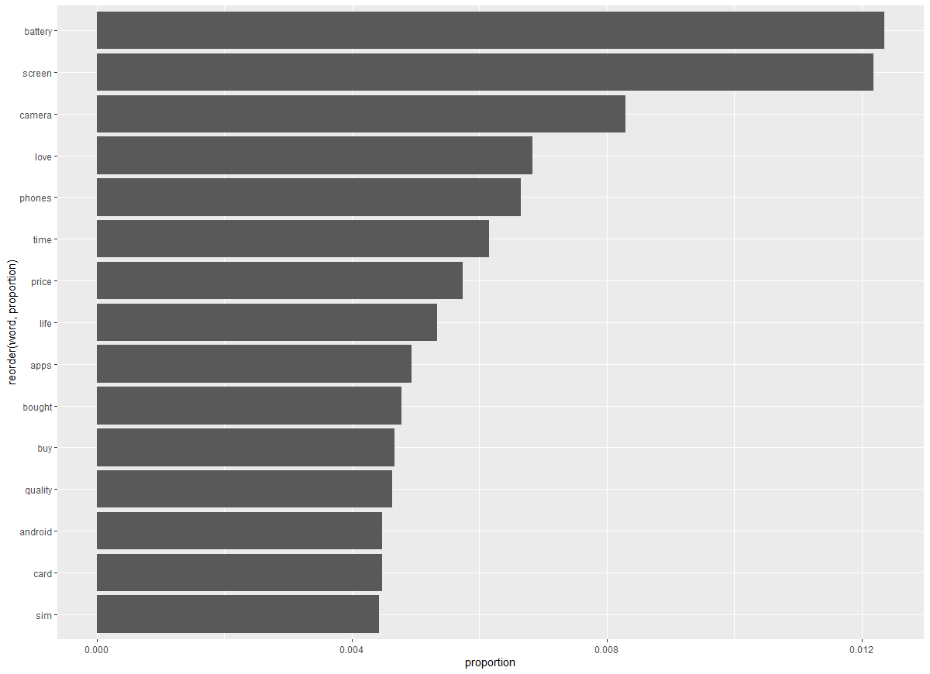 battery
screen
camera
love
phones
time
price
life
apps
bought
buy
quality
android
card
sim
reorder(word, proportion)
0.000 0.004 0.008 0.012
proportion